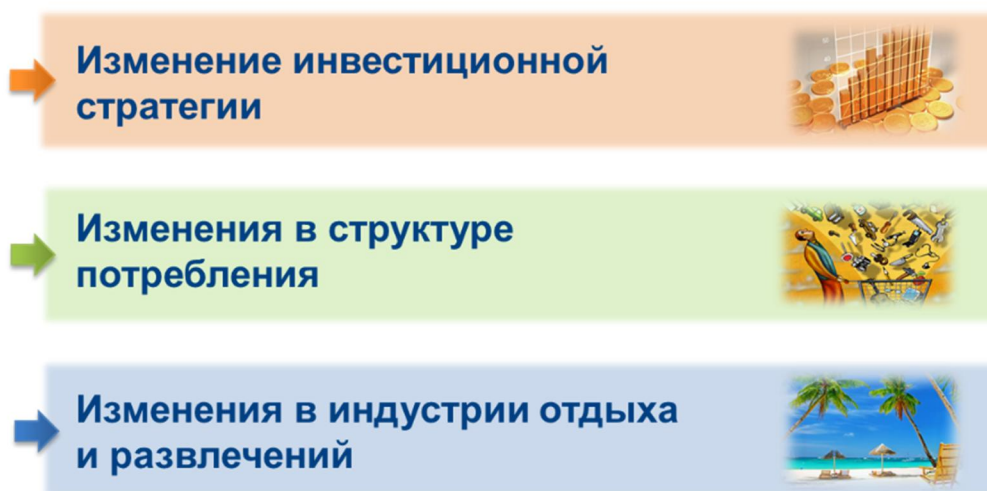 Изменение инвестиционной
стратегии
Изменения в структуре
потребления
Изменения в индустрии отдыха
и развлечений